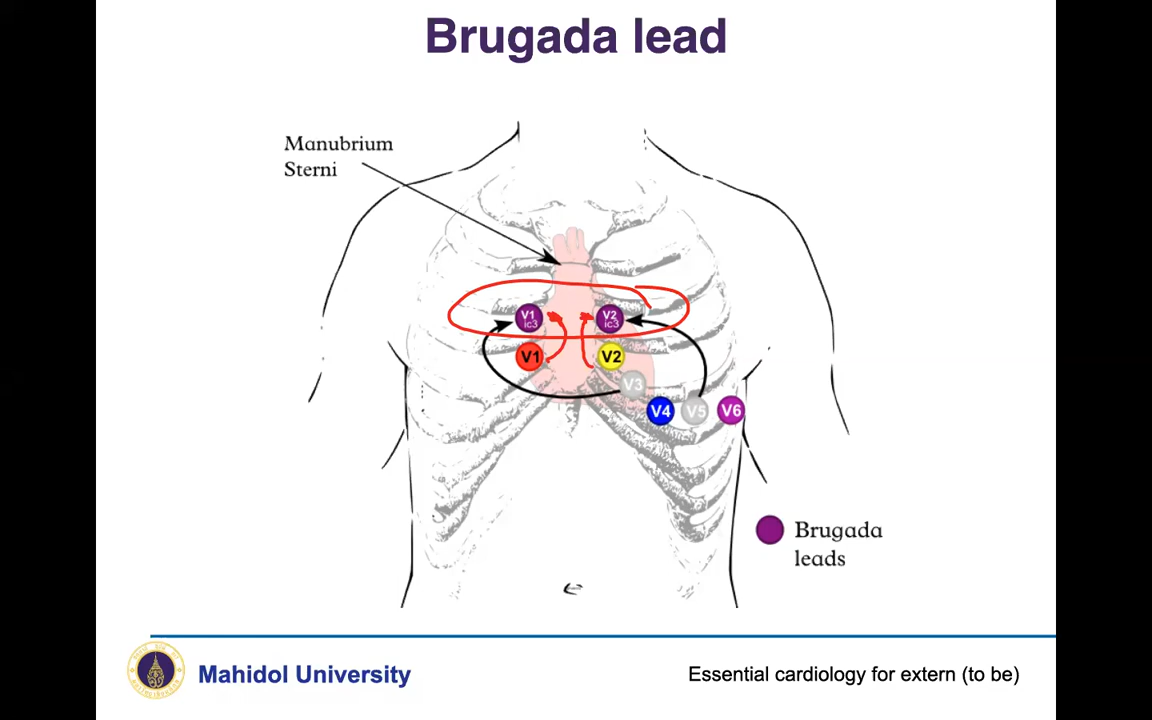 Brugada lead
Manubrium
Sterni
V1
ic3
V2
ic3
V1
V2
V3
V4
V5
V6
Brugada
leads
Mahidol University
Essential cardiology for extern (to be)